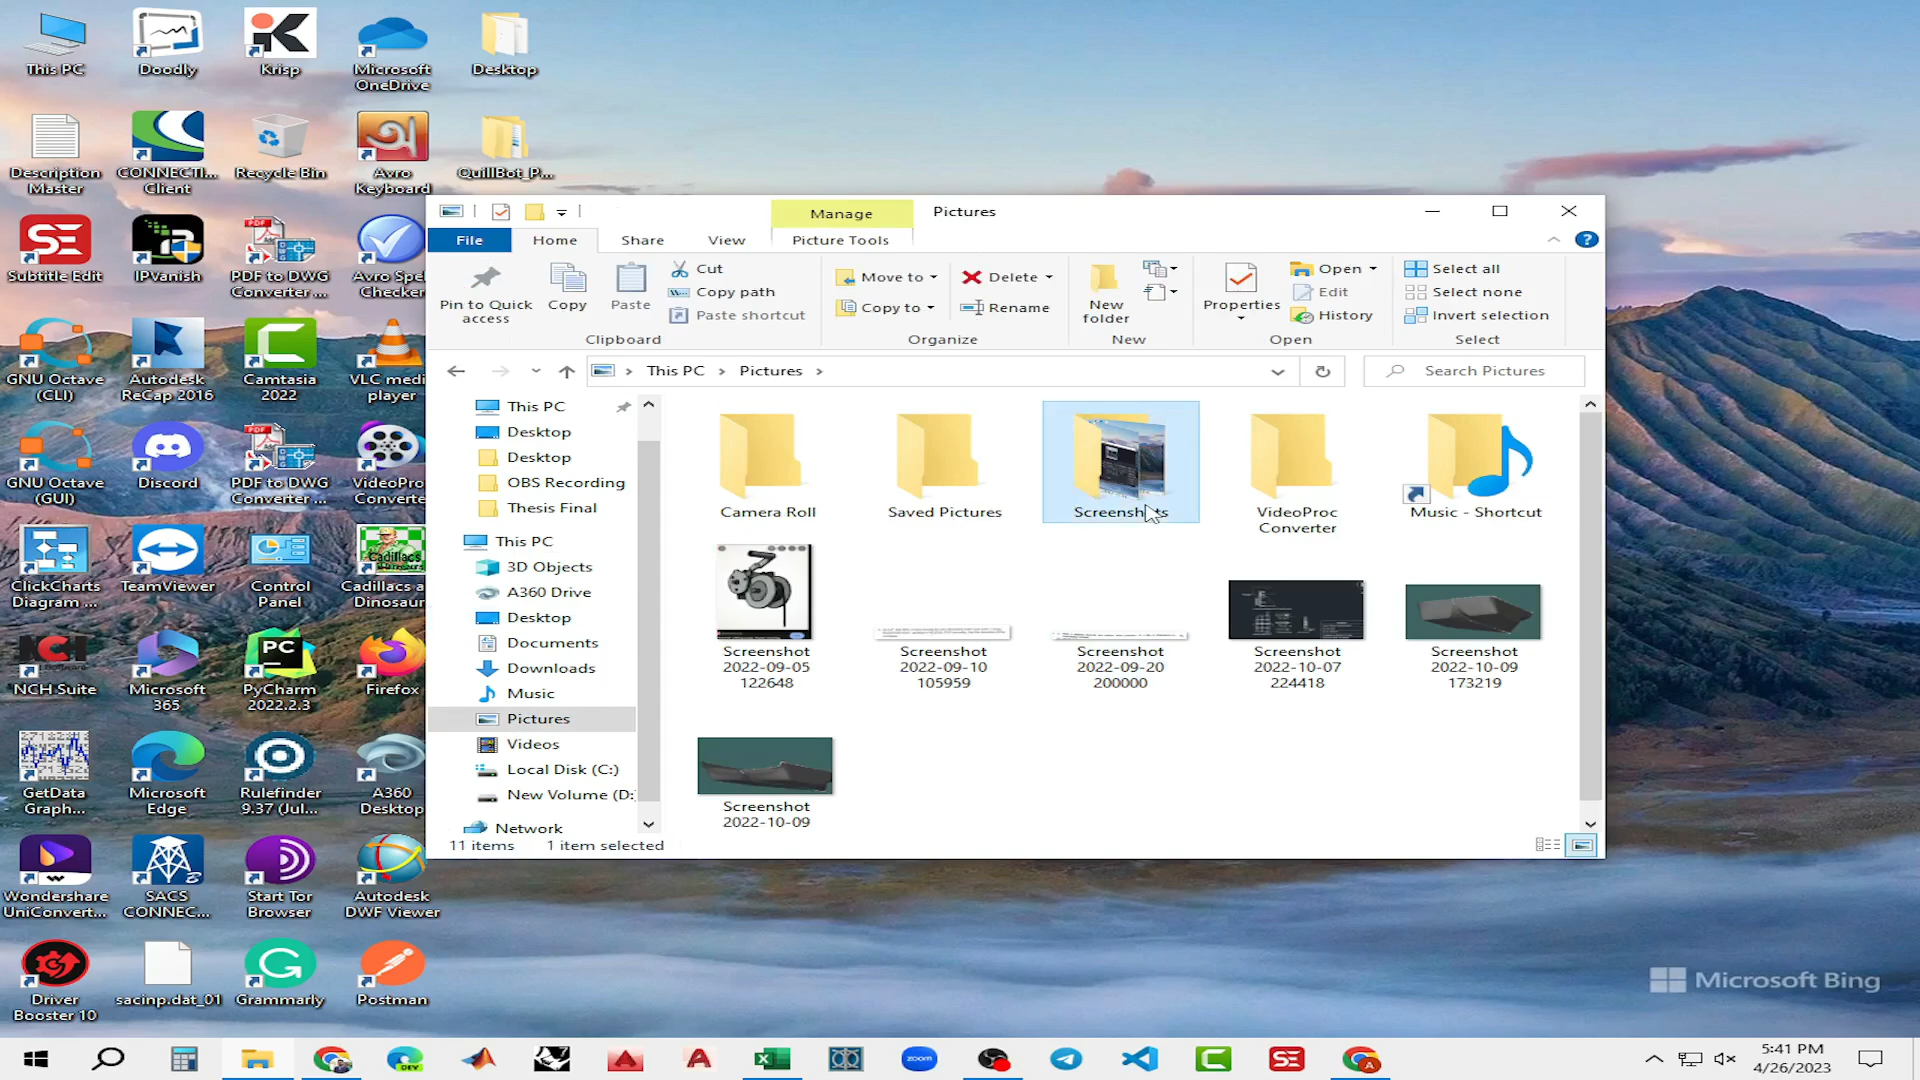 This PC
Doodly
Krisp
Microsoft
OneDrive
Desktop
Description
Master
CONNECTI...
Client
Recycle Bin
Avro
Keyboard
QuillBot_P...
Subtitle Edit
IPVanish
PDF to DWG
Converter ...
Avro Spel
Checker
GNU Octave
(CLI)
Autodesk
ReCap 2016
Camtasia
2022
VLC medi
player
GNU Octave
(GUI)
Discord
PDF to DWG
Converter ...
VideoPro
Converte
ClickCharts
Diagram ...
TeamViewer
Control
Panel
Cadillacs a
Dinosaur
NCH Suite
Microsoft
365
PyCharm
2022.2.3
Firefox
GetData
Graph...
Microsoft
Edge
Rulefinder
9.37 (Jul...
A360
Desktop
Wondershare
UniConvert...
SACS
CONNEC...
Start Tor
Browser
Autodesk
DWF Viewer
Driver
Booster 10
sacinp.dat_01
Grammarly
Postman
Manage
Pictures
File
Home
Share
View
Picture Tools
Pin to Quick
access
Copy
Paste
Cut
Copy path
Paste shortcut
Clipboard
Move to
Copy to
Delete
Rename
Organize
New
folder
New
Properties
Open
Edit
History
Open
Select all
Select none
Invert selection
Select
This PC > Pictures >
Search Pictures
This PC
Desktop
Desktop
OBS Recording
Thesis Final
This PC
3D Objects
A360 Drive
Desktop
Documents
Downloads
Music
Pictures
Videos
Local Disk (C:)
New Volume (D:
Network
Camera Roll
Saved Pictures
Screenshots
VideoProc
Converter
Music - Shortcut
Screenshot
2022-09-05
122648
Screenshot
2022-09-10
105959
Screenshot
2022-09-20
200000
Screenshot
2022-10-07
224418
Screenshot
2022-10-09
173219
Screenshot
2022-10-09
11 items
1 item selected
Microsoft Bing
5:41 PM
4/26/2023